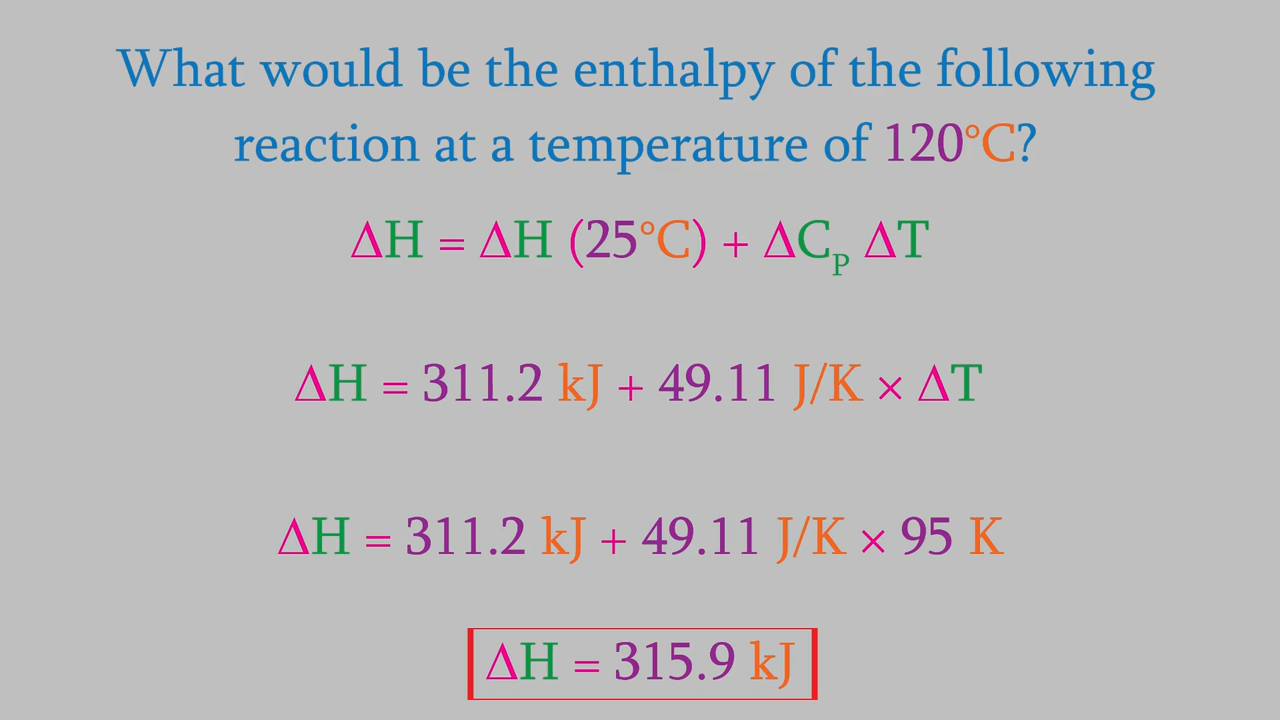 What would be the enthalpy of the following
reaction at a temperature of 120°C?
ΔH = ΔH (25°C) + ΔC_P ΔT
ΔH = 311.2 kJ + 49.11 J/K × ΔT
ΔH = 311.2 kJ + 49.11 J/K × 95 K
ΔH = 315.9 kJ